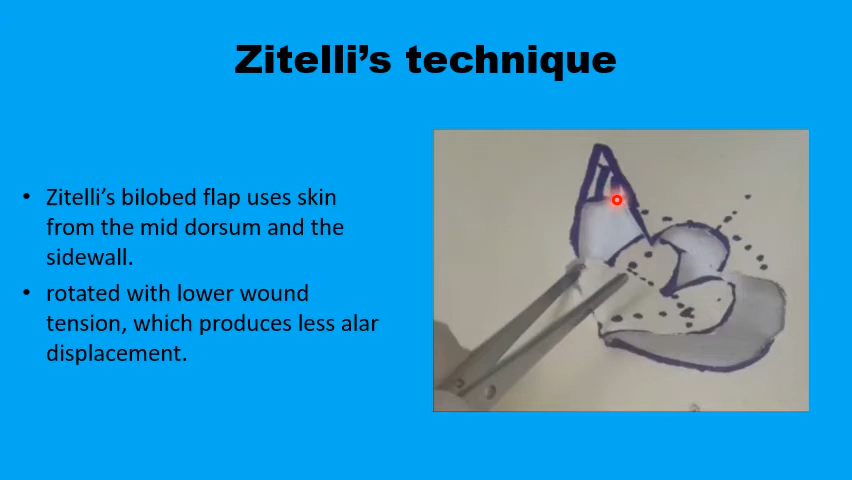 Zitelli’s technique
• Zitelli’s bilobed flap uses skin
from the mid dorsum and the
sidewall.
• rotated with lower wound
tension, which produces less alar
displacement.